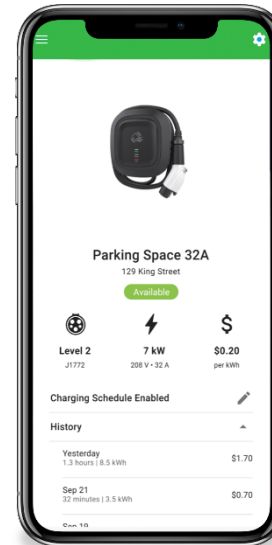 Parking Space 32A
129 King Street
Available
Level 2
J1772
7 kW
208 V • 32 A
$0.20
per kWh
Charging Schedule Enabled
History
Yesterday
1.3 hours | 8.5 kWh
$1.70
Sep 21
32 minutes | 3.5 kWh
$0.70
Sep 19